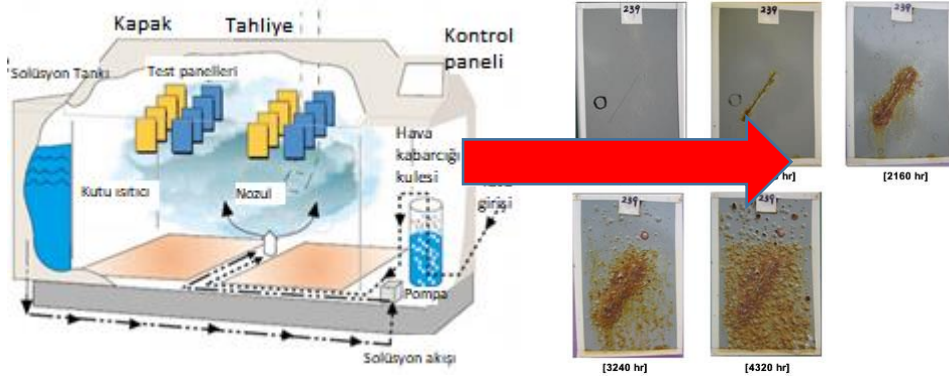 Kapak
Tahliye
Kontrol
paneli
Solüsyon Tankı
Test panelleri
Hava
kabarcığı
kulesi
girişi
Kutu ısıtıcı
Nozul
Pompa
Solüsyon akışı
239
239
239
hr]
[2160 hr]
239
239
[3240 hr]
[4320 hr]